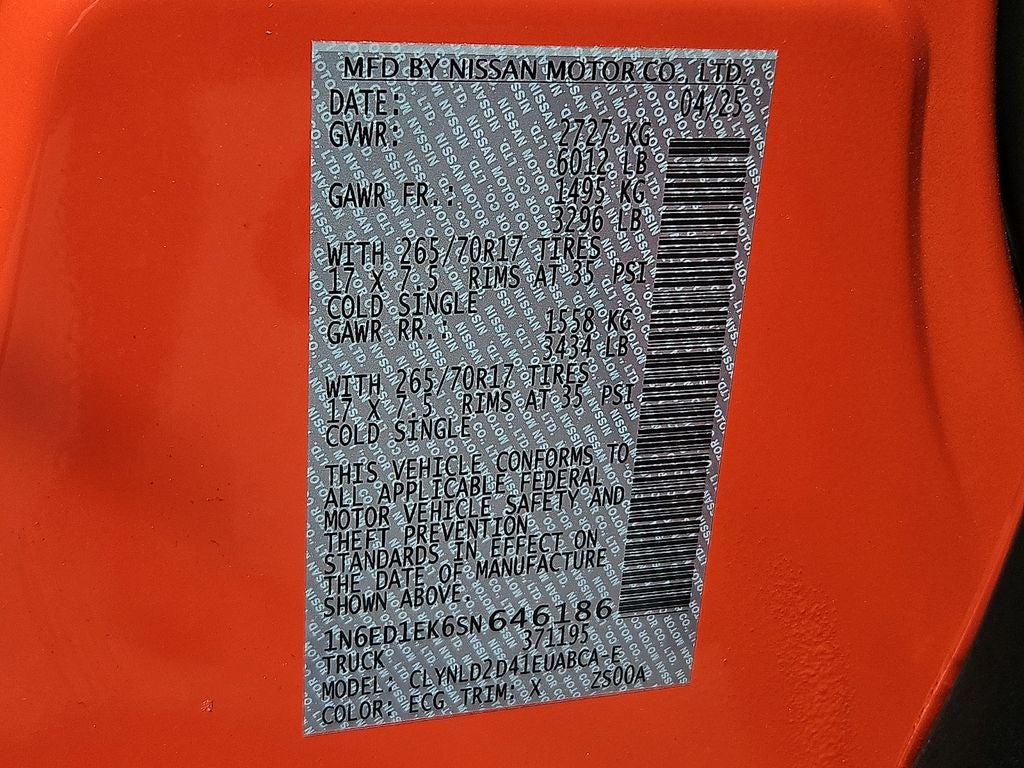 MFD BY NISSAN MOTOR CO., LTD.
DATE: 04/25
GVWR: 2727 KG
6012 LB
GAWR FR.: 1495 KG
3296 LB
WITH 265/70R17 TIRES
17 X 7.5 RIMS AT 35 PSI
COLD SINGLE
GAWR RR.: 1558 KG
3434 LB
WITH 265/70R17 TIRES
17 X 7.5 RIMS AT 35 PSI
COLD SINGLE
THIS VEHICLE CONFORMS TO
ALL APPLICABLE FEDERAL
MOTOR VEHICLE SAFETY AND
THEFT PREVENTION
STANDARDS IN EFFECT ON
THE DATE OF MANUFACTURE
SHOWN ABOVE.
1N6ED1EK6SN646186
TRUCK 371195
MODEL: CLYNLD2D41EUABCA-E
COLOR: ECG TRIM: X 2S00A